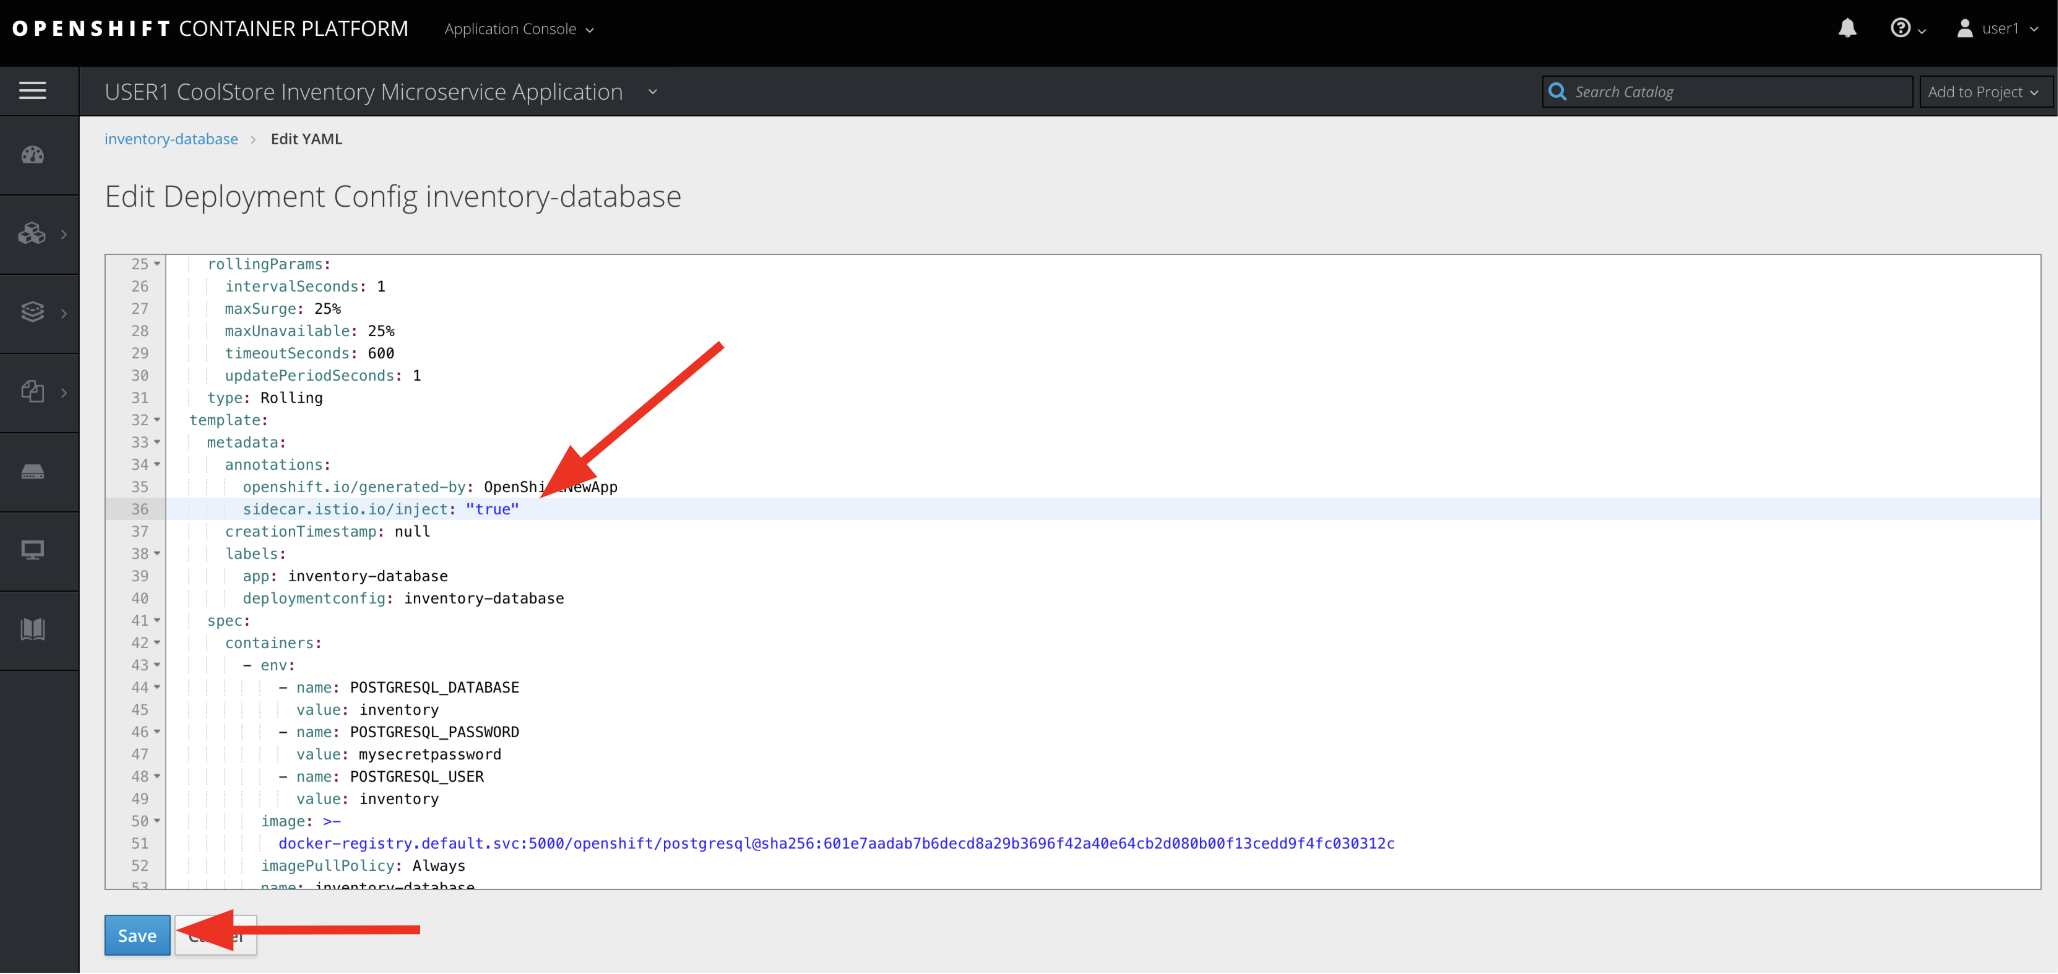 OPENSHIFT CONTAINER PLATFORM Application Console user1
USER1 CoolStore Inventory Microservice Application Search Catalog Add to Project
inventory-database Edit YAML
Edit Deployment Config inventory-database
25 rollingParams:
26 intervalSeconds: 1
27 maxSurge: 25%
28 maxUnavailable: 25%
29 timeoutSeconds: 600
30 updatePeriodSeconds: 1
31 type: Rolling
32 template:
33 metadata:
34 annotations:
35 openshift.io/generated-by: OpenShiftNewApp
36 sidecar.istio.io/inject: "true"
37 creationTimestamp: null
38 labels:
39 app: inventory-database
40 deploymentconfig: inventory-database
41 spec:
42 containers:
43 - env:
44 - name: POSTGRESQL_DATABASE
45 value: inventory
46 - name: POSTGRESQL_PASSWORD
47 value: mysecretpassword
48 - name: POSTGRESQL_USER
49 value: inventory
50 image: >-
51 docker-registry.default.svc:5000/openshift/postgresql@sha256:601e7aadab7b6decd8a29b3696f42a40e64cb2d080b00f13cedd9f4fc030312c
52 imagePullPolicy: Always
53 name: inventory-database
Save Cancel